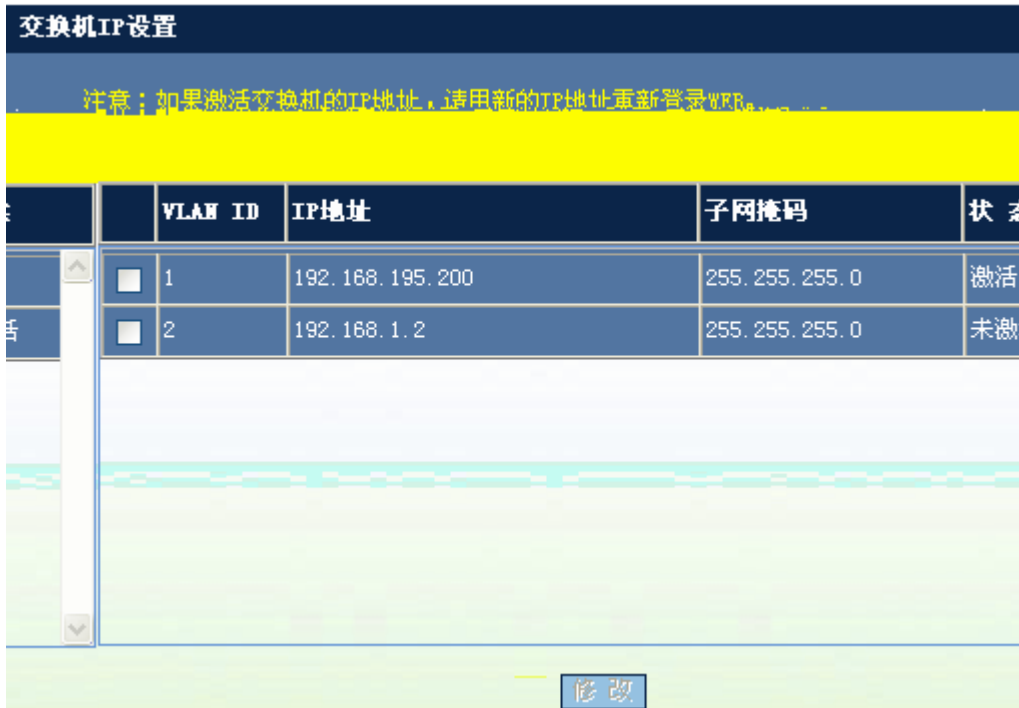 交换机IP设置
注意：如果激活交换机的IP地址，请用新的IP地址重新登录WEB。
VLAN ID IP地址 子网掩码 状
1 192.168.195.200 255.255.255.0 激活
活 2 192.168.1.2 255.255.255.0 未激
修 改